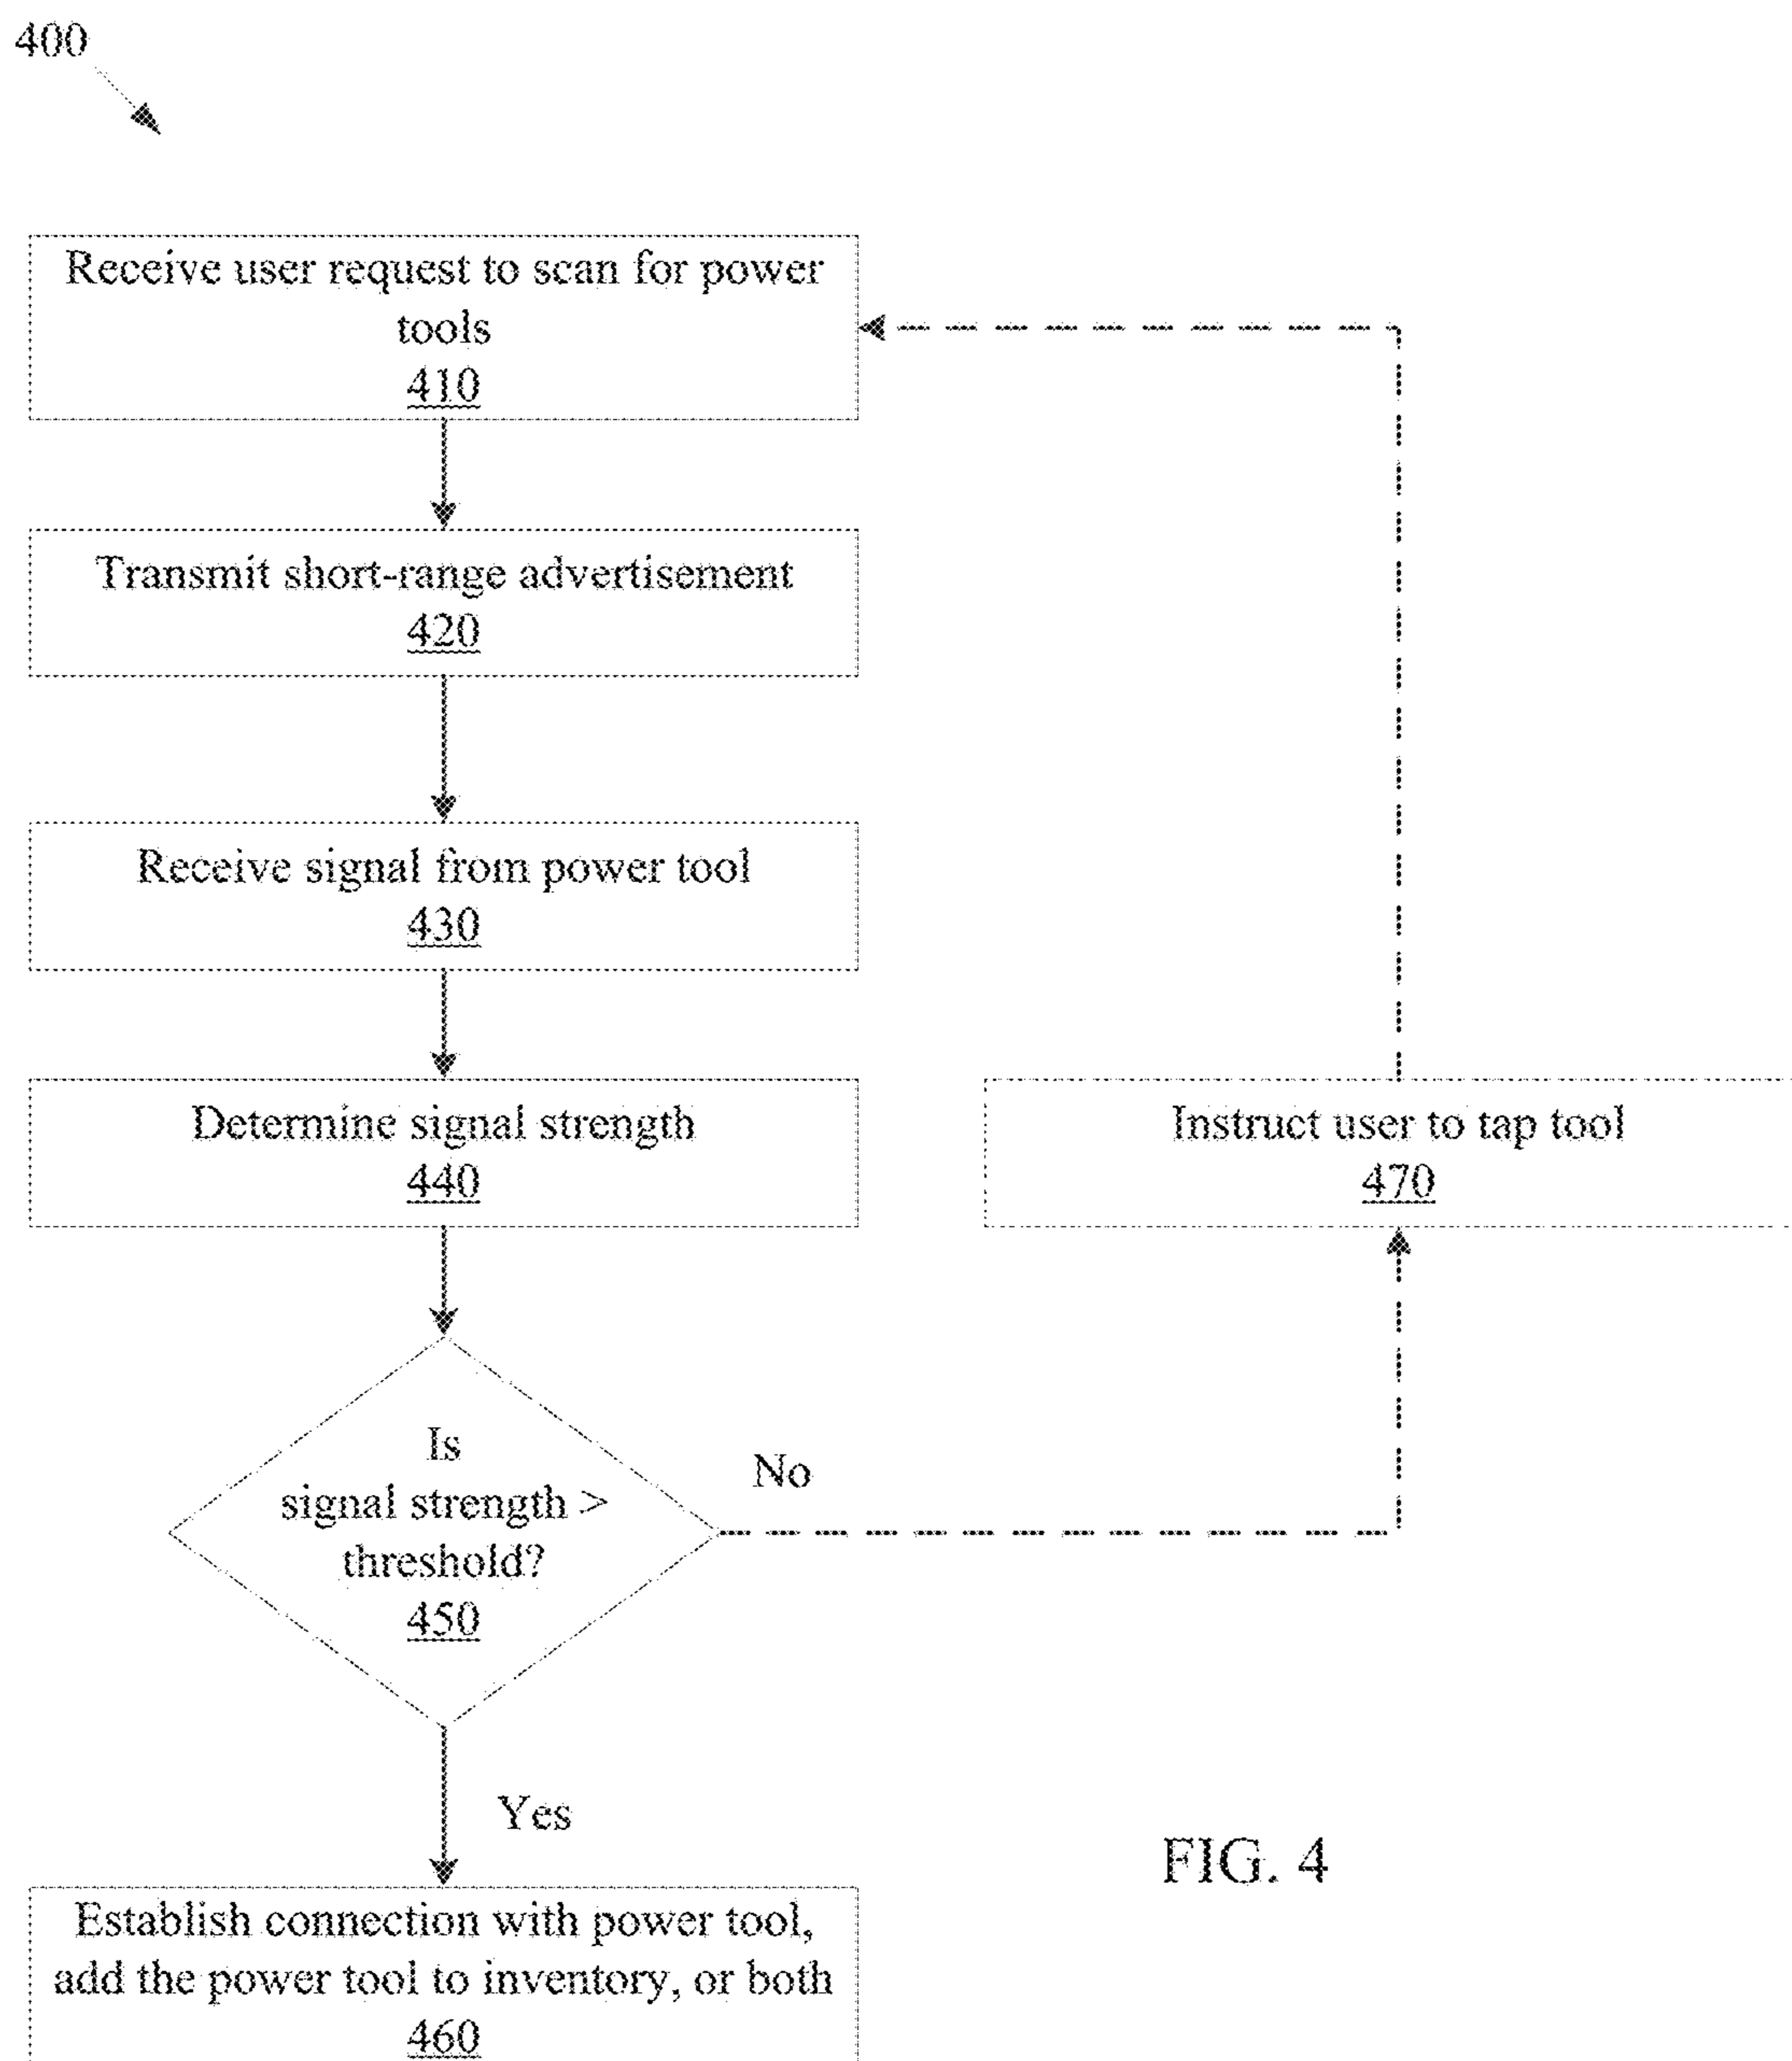 400
Receive user request to scan for power
tools
410
Transmit short-range advertisement
420
Receive signal from power tool
430
Determine signal strength
440
Instruct user to tap tool
470
Is
signal strength >
threshold?
450
No
Yes
Establish connection with power tool,
add the power tool to inventory, or both
460
FIG. 4